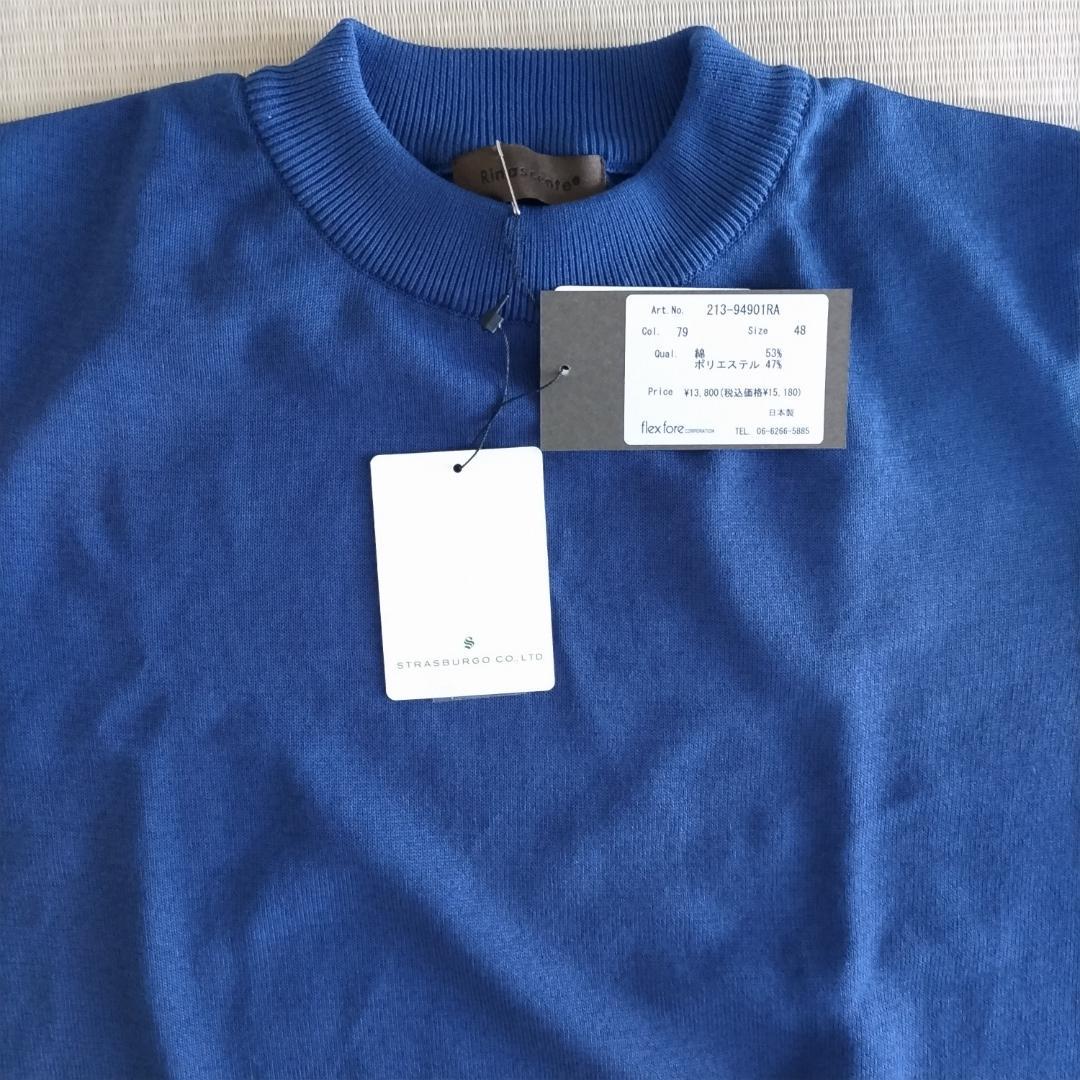 Rinascente
Art.No. 213-94901RA
Col. 79 Size 48
Qual. 綿 53%
ポリエステル 47%
Price ¥13,800(税込価格¥15,180)
日本製
flex fore CORPORATION TEL. 06-6266-5885
STRASBURGO CO.,LTD